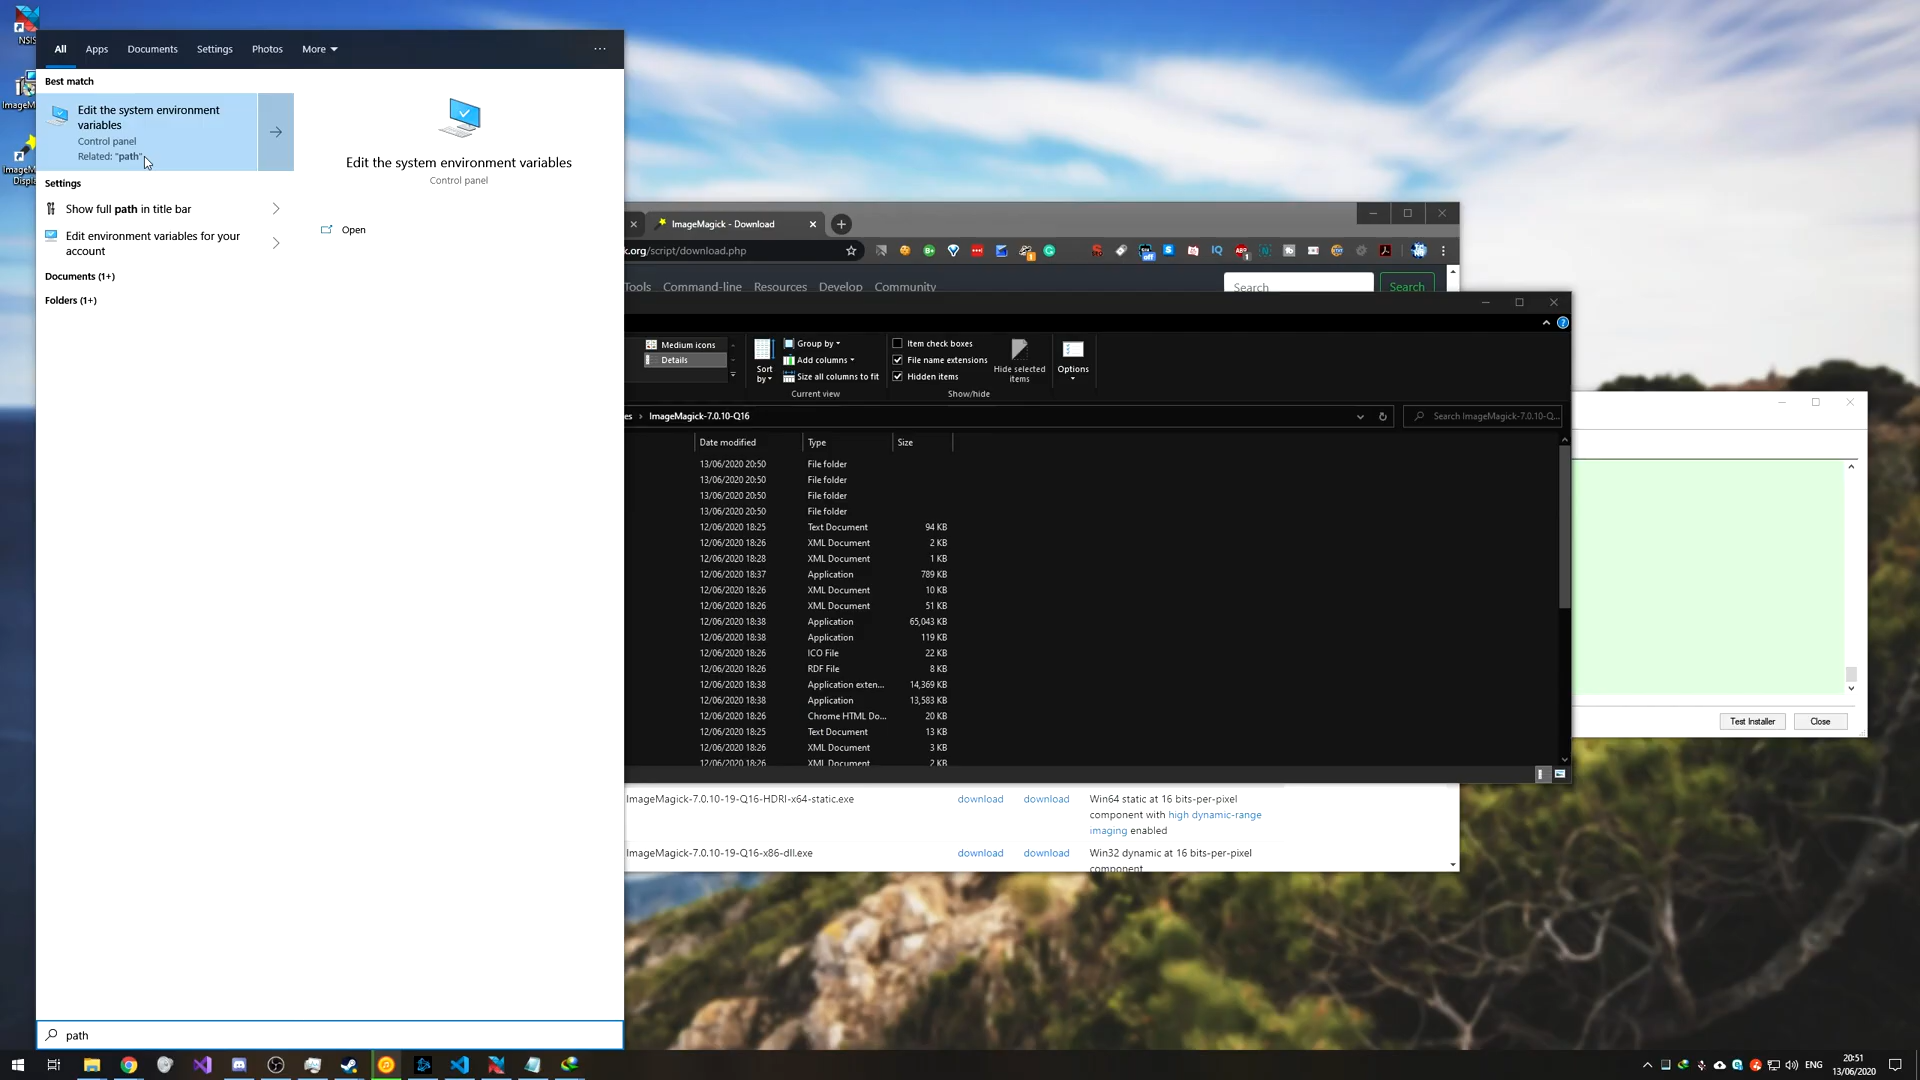 NSIS
ImageM
ImageM
Displa
All
Apps
Documents
Settings
Photos
More
Best match
Edit the system environment
variables
Control panel
Related: "path"
Settings
Show full path in title bar
Edit environment variables for your
account
Documents (1+)
Folders (1+)
Edit the system environment variables
Control panel
Open
path
ImageMagick - Download
k.org/script/download.php
Tools
Command-line
Resources
Develop
Community
Search
Search
Medium icons
Details
Sort
by
Group by
Add columns
Size all columns to fit
Current view
Item check boxes
File name extensions
Hidden items
Hide selected
items
Show/hide
Options
es > ImageMagick-7.0.10-Q16
Search ImageMagick-7.0.10-Q...
Date modified Type Size
13/06/2020 20:50 File folder
13/06/2020 20:50 File folder
13/06/2020 20:50 File folder
13/06/2020 20:50 File folder
12/06/2020 18:25 Text Document 94 KB
12/06/2020 18:26 XML Document 2 KB
12/06/2020 18:28 XML Document 1 KB
12/06/2020 18:37 Application 789 KB
12/06/2020 18:26 XML Document 10 KB
12/06/2020 18:26 XML Document 51 KB
12/06/2020 18:38 Application 65,043 KB
12/06/2020 18:38 Application 119 KB
12/06/2020 18:26 ICO File 22 KB
12/06/2020 18:26 RDF File 8 KB
12/06/2020 18:38 Application exten... 14,369 KB
12/06/2020 18:38 Application 13,583 KB
12/06/2020 18:26 Chrome HTML Do... 20 KB
12/06/2020 18:25 Text Document 13 KB
12/06/2020 18:26 XML Document 3 KB
12/06/2020 18:26 XML Document 2 KB
Test Installer
Close
ImageMagick-7.0.10-19-Q16-HDRI-x64-static.exe download download Win64 static at 16 bits-per-pixel
component with high dynamic-range
imaging enabled
ImageMagick-7.0.10-19-Q16-x86-dll.exe download download Win32 dynamic at 16 bits-per-pixel
component
ENG
20:51
13/06/2020